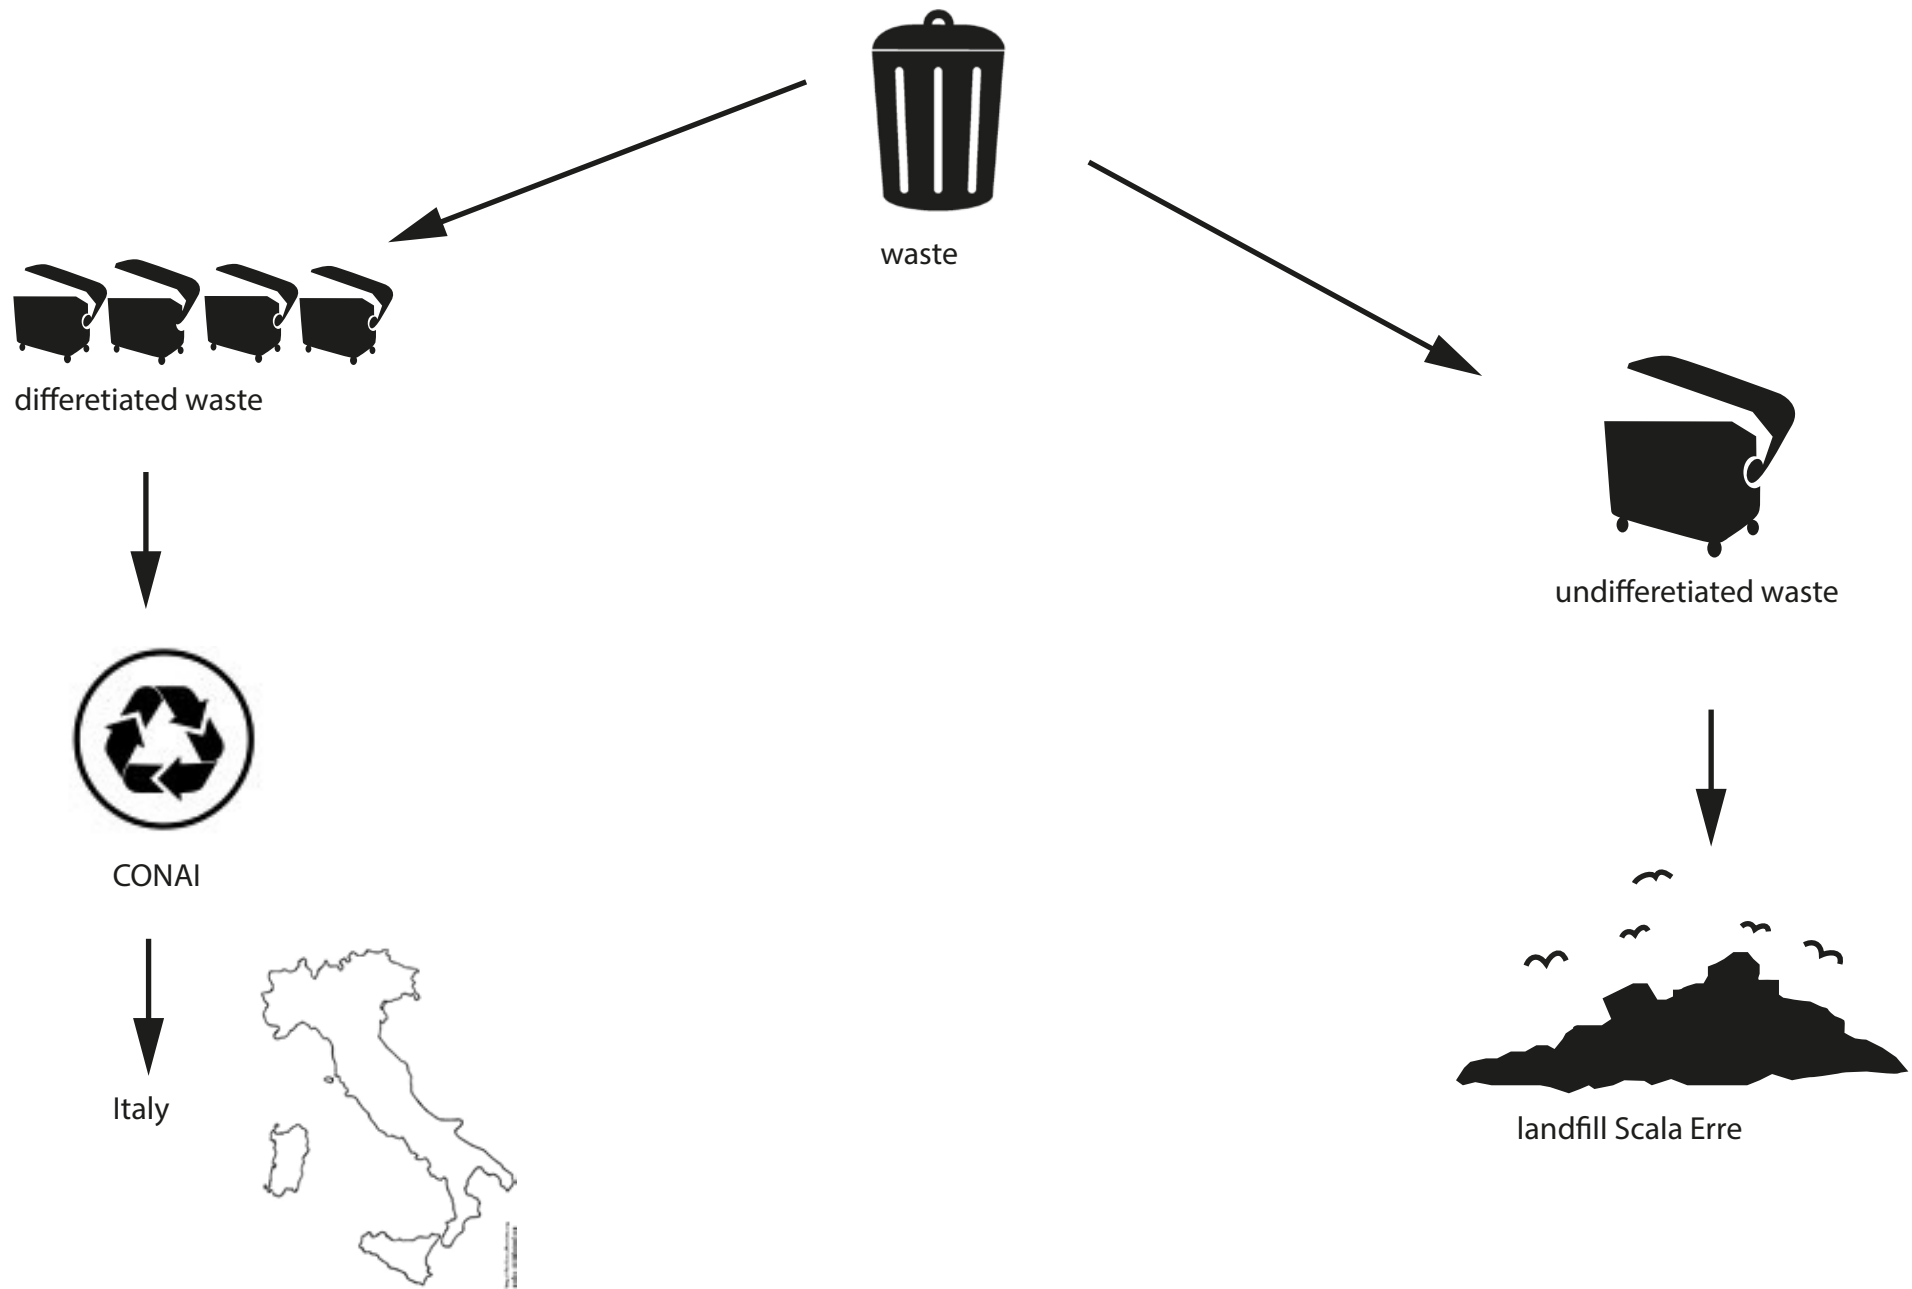 waste
differetiated waste
undifferetiated waste
CONAI
Italy
landfill Scala Erre